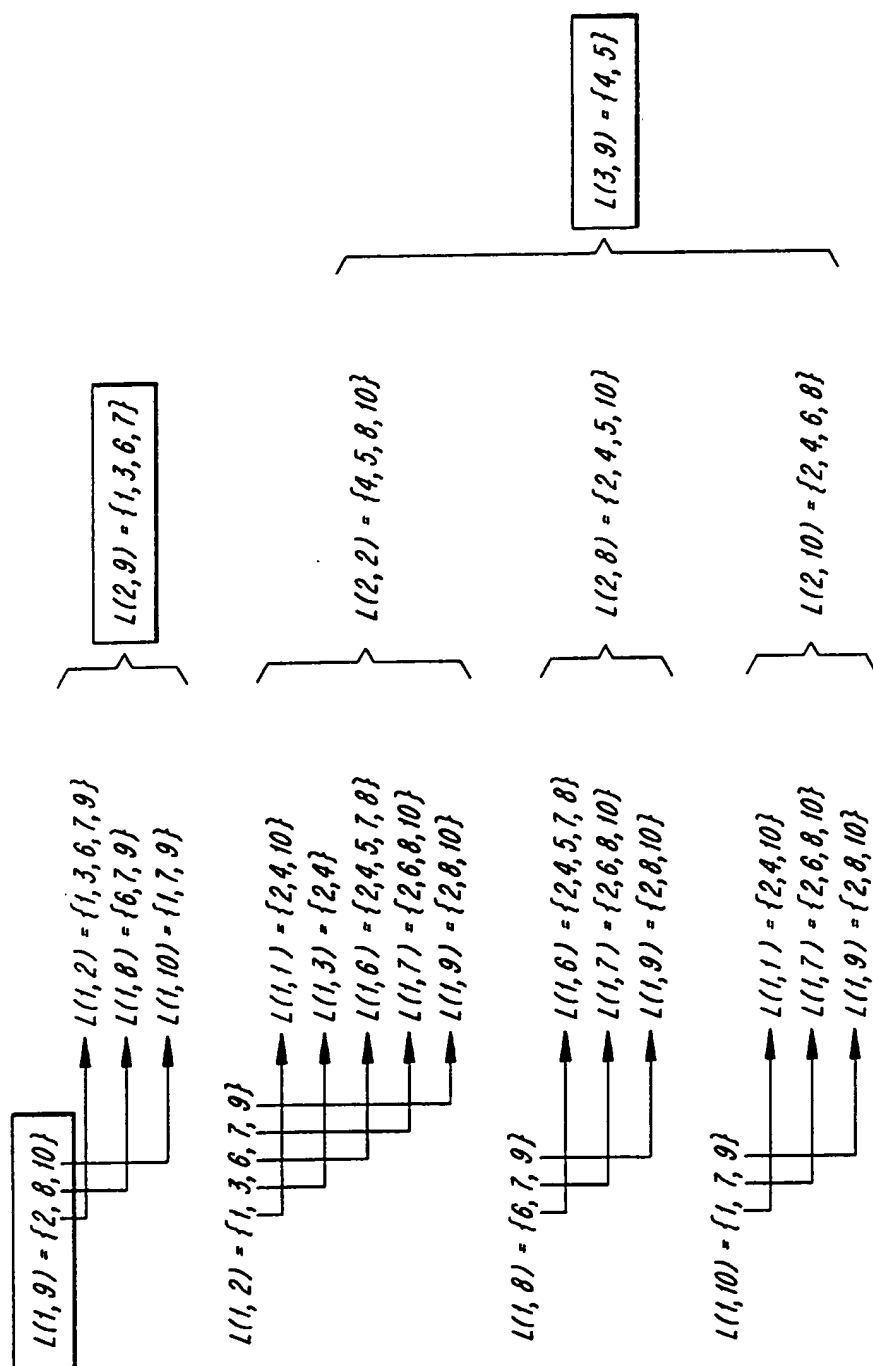 L(1,9) = {2,8,10}
L(1,2) = {1,3,6,7,9}
L(1,8) = {6,7,9}
L(1,10) = {1,7,9}
L(2,9) = {1,3,6,7}
L(1,2) = {1,3,6,7,9}
L(1,1) = {2,4,10}
L(1,3) = {2,4}
L(1,6) = {2,4,5,7,8}
L(1,7) = {2,6,8,10}
L(1,9) = {2,8,10}
L(2,2) = {4,5,8,10}
L(1,8) = {6,7,9}
L(1,6) = {2,4,5,7,8}
L(1,7) = {2,6,8,10}
L(1,9) = {2,8,10}
L(2,8) = {2,4,5,10}
L(1,10) = {1,7,9}
L(1,1) = {2,4,10}
L(1,7) = {2,6,8,10}
L(1,9) = {2,8,10}
L(2,10) = {2,4,6,8}
L(3,9) = {4,5}